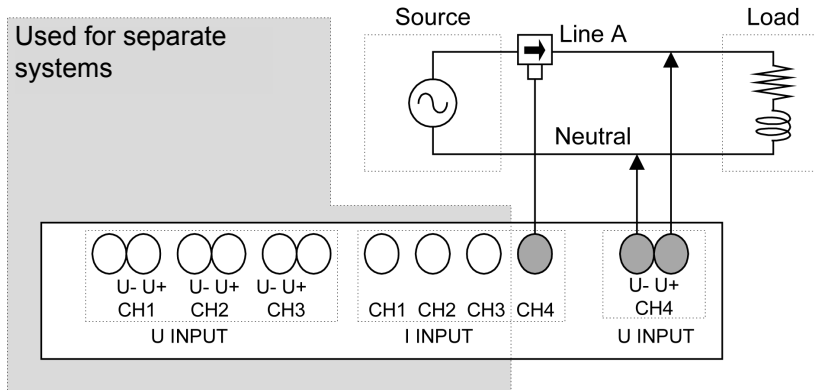 Used for separate
systems
Source
Load
Line A
Neutral
U- U+ U- U+ U- U+
CH1 CH2 CH3
U INPUT
CH1 CH2 CH3 CH4
I INPUT
U- U+
CH4
U INPUT